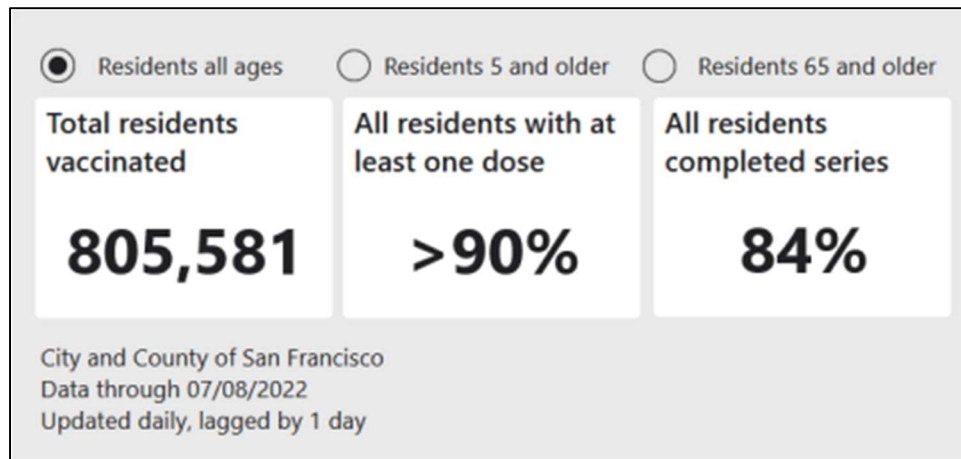 Residents all ages
Residents 5 and older
Residents 65 and older
Total residents
vaccinated
805,581
All residents with at
least one dose
>90%
All residents
completed series
84%
City and County of San Francisco
Data through 07/08/2022
Updated daily, lagged by 1 day